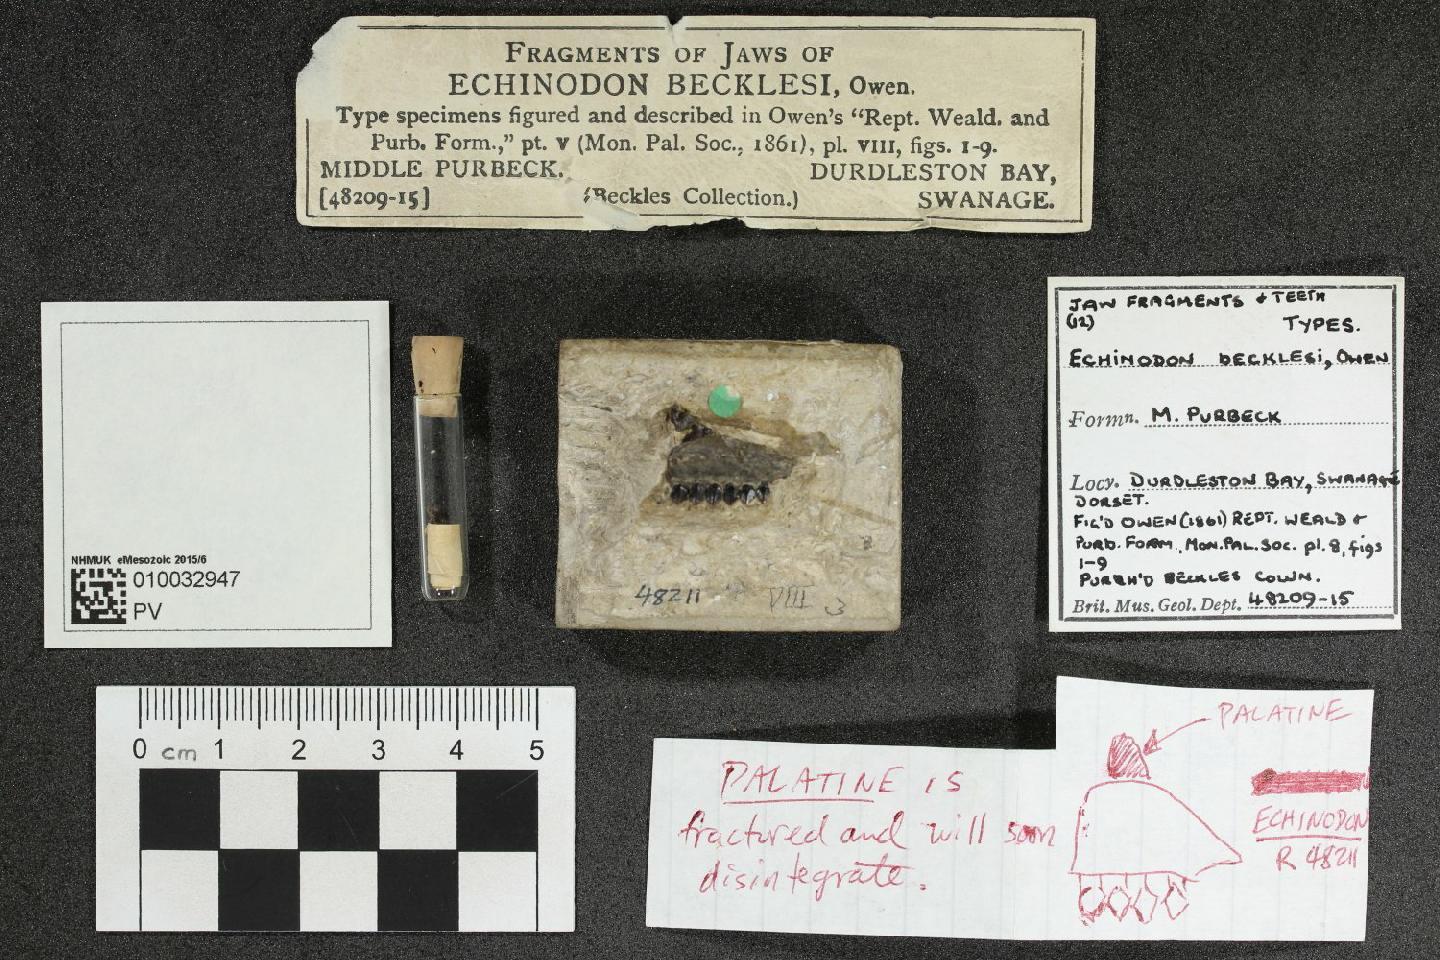 FRAGMENTS OF JAWS OF
ECHINODON BECKLESI, Owen.
Type specimens figured and described in Owen's "Rept. Weald. and
Purb. Form.," pt. v (Mon. Pal. Soc., 1861), pl. VIII, figs. 1-9.
MIDDLE PURBECK. DURDLESTON BAY,
[48209-15] (Beckles Collection.) SWANAGE.
NHMUK eMesozoic 2015/6
010032947
PV
48211 VIII 3
JAW FRAGMENTS & TEETH
(12) TYPES.
ECHINODON BECKLESI, OWEN
Formn. M. PURBECK
Locy. DURDLESTON BAY, SWANAGE
DORSET.
FIG'D OWEN (1861) REPT. WEALD &
PURB. FORM. MON. PAL. SOC. pl. 8, figs
1-9
PURCH'D BECKLES COLLN.
Brit. Mus. Geol. Dept. 48209-15
0 cm 1 2 3 4 5
PALATINE is
fractured and will soon
disintegrate.
PALATINE
ECHINODON
R 48211